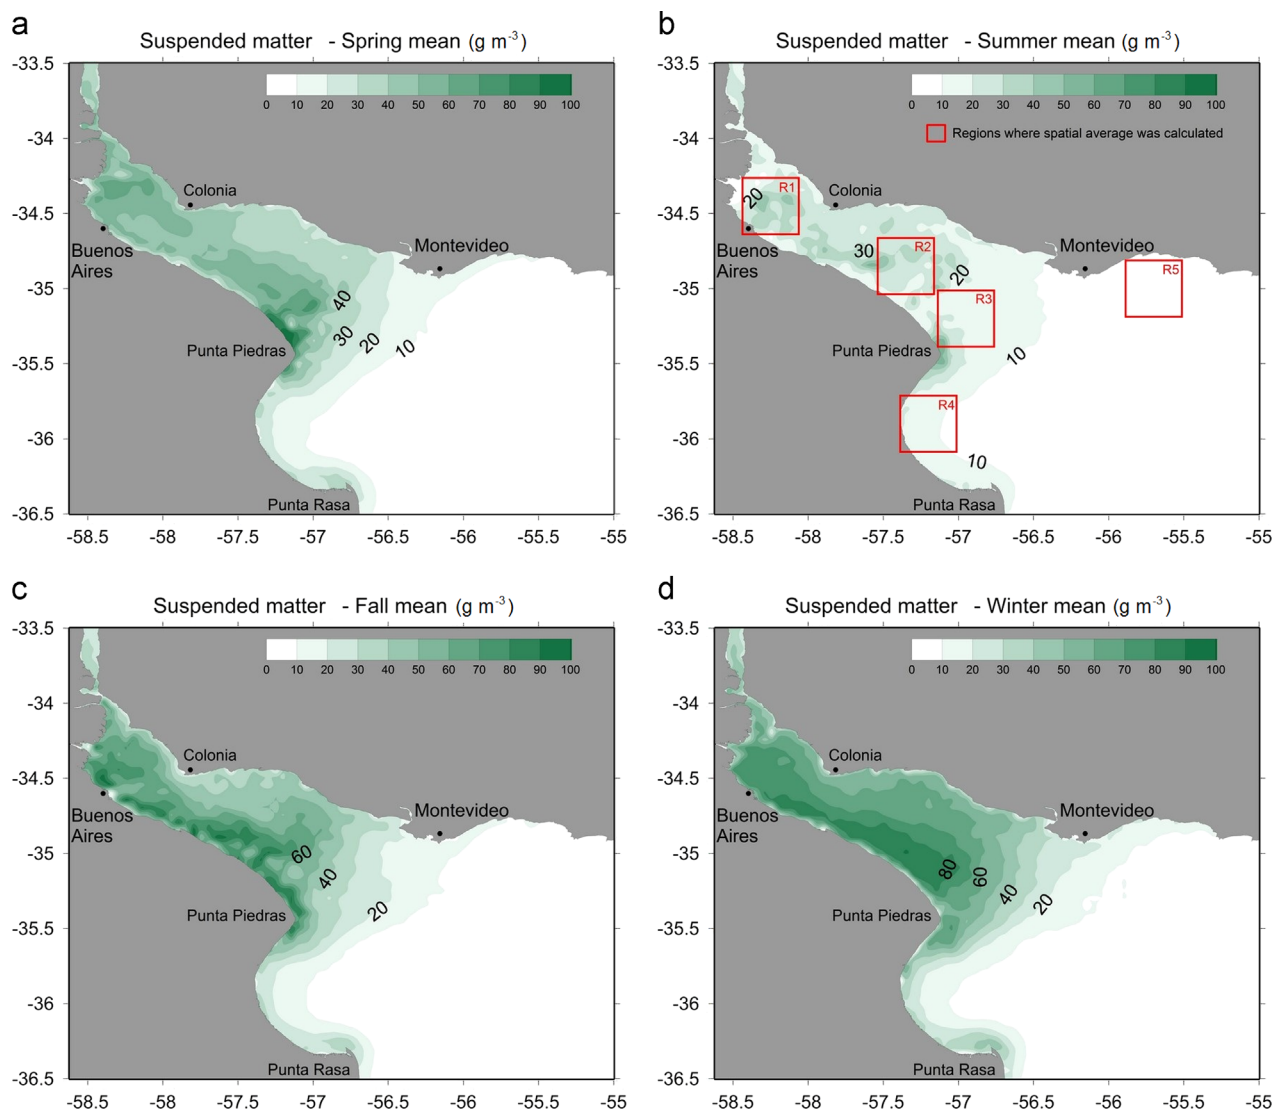 a
Suspended matter - Spring mean (g m-3)
-33.5
-34
-34.5
-35
-35.5
-36
-36.5
0 10 20 30 40 50 60 70 80 90 100
Colonia
Buenos
Aires
Montevideo
Punta Piedras
Punta Rasa
40
30
20
10
-58.5 -58 -57.5 -57 -56.5 -56 -55.5 -55
b
Suspended matter - Summer mean (g m-3)
-33.5
-34
-34.5
-35
-35.5
-36
-36.5
0 10 20 30 40 50 60 70 80 90 100
Regions where spatial average was calculated
R1
20
Colonia
Buenos
Aires
30
R2
20
Montevideo
R5
R3
Punta Piedras
10
R4
10
Punta Rasa
-58.5 -58 -57.5 -57 -56.5 -56 -55.5 -55
c
Suspended matter - Fall mean (g m-3)
-33.5
-34
-34.5
-35
-35.5
-36
-36.5
0 10 20 30 40 50 60 70 80 90 100
Colonia
Buenos
Aires
Montevideo
60
40
20
Punta Piedras
Punta Rasa
-58.5 -58 -57.5 -57 -56.5 -56 -55.5 -55
d
Suspended matter - Winter mean (g m-3)
-33.5
-34
-34.5
-35
-35.5
-36
-36.5
0 10 20 30 40 50 60 70 80 90 100
Colonia
Buenos
Aires
Montevideo
80
60
40
20
Punta Piedras
Punta Rasa
-58.5 -58 -57.5 -57 -56.5 -56 -55.5 -55